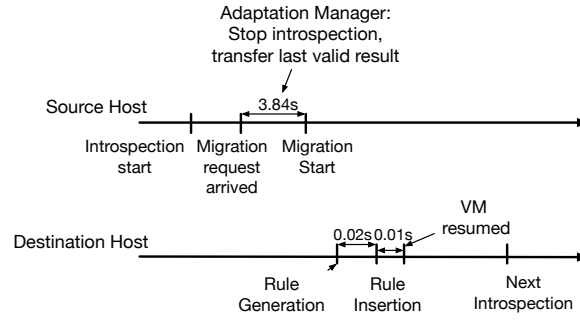 Adaptation Manager:
Stop introspection,
transfer last valid result
3.84s
Source Host
Introspection
start
Migration
request
arrived
Migration
Start
VM
resumed
0.02s
0.01s
Destination Host
Rule
Generation
Rule
Insertion
Next
Introspection